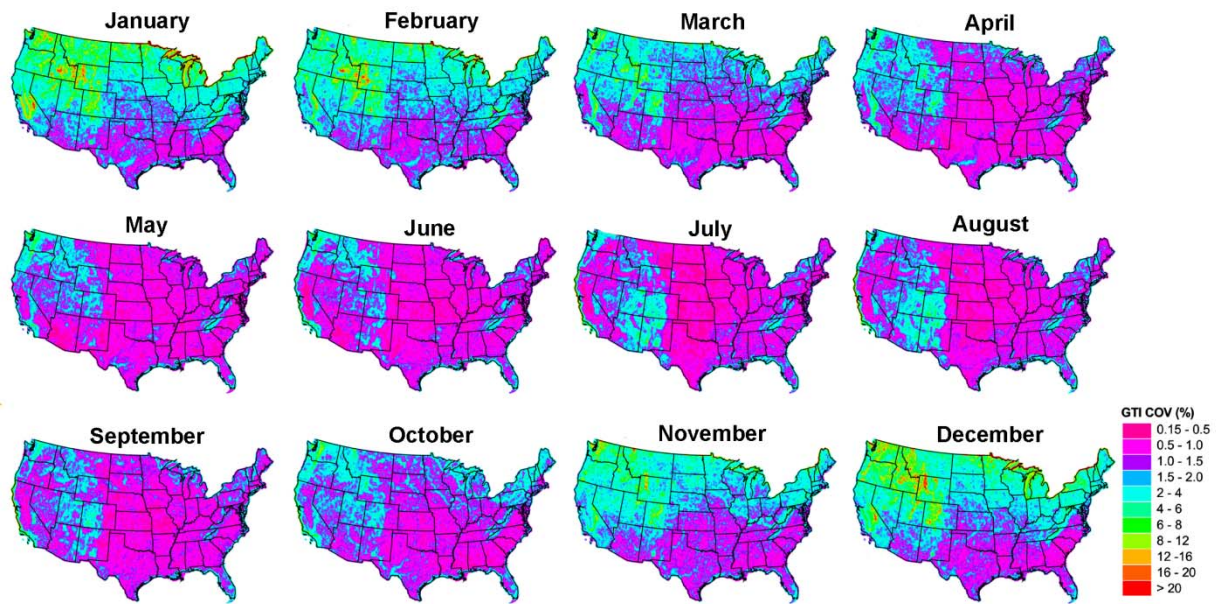 January
February
March
April
May
June
July
August
September
October
November
December
GTI COV (%)
0.15 - 0.5
0.5 - 1.0
1.0 - 1.5
1.5 - 2.0
2 - 4
4 - 6
6 - 8
8 - 12
12 -16
16 - 20
> 20